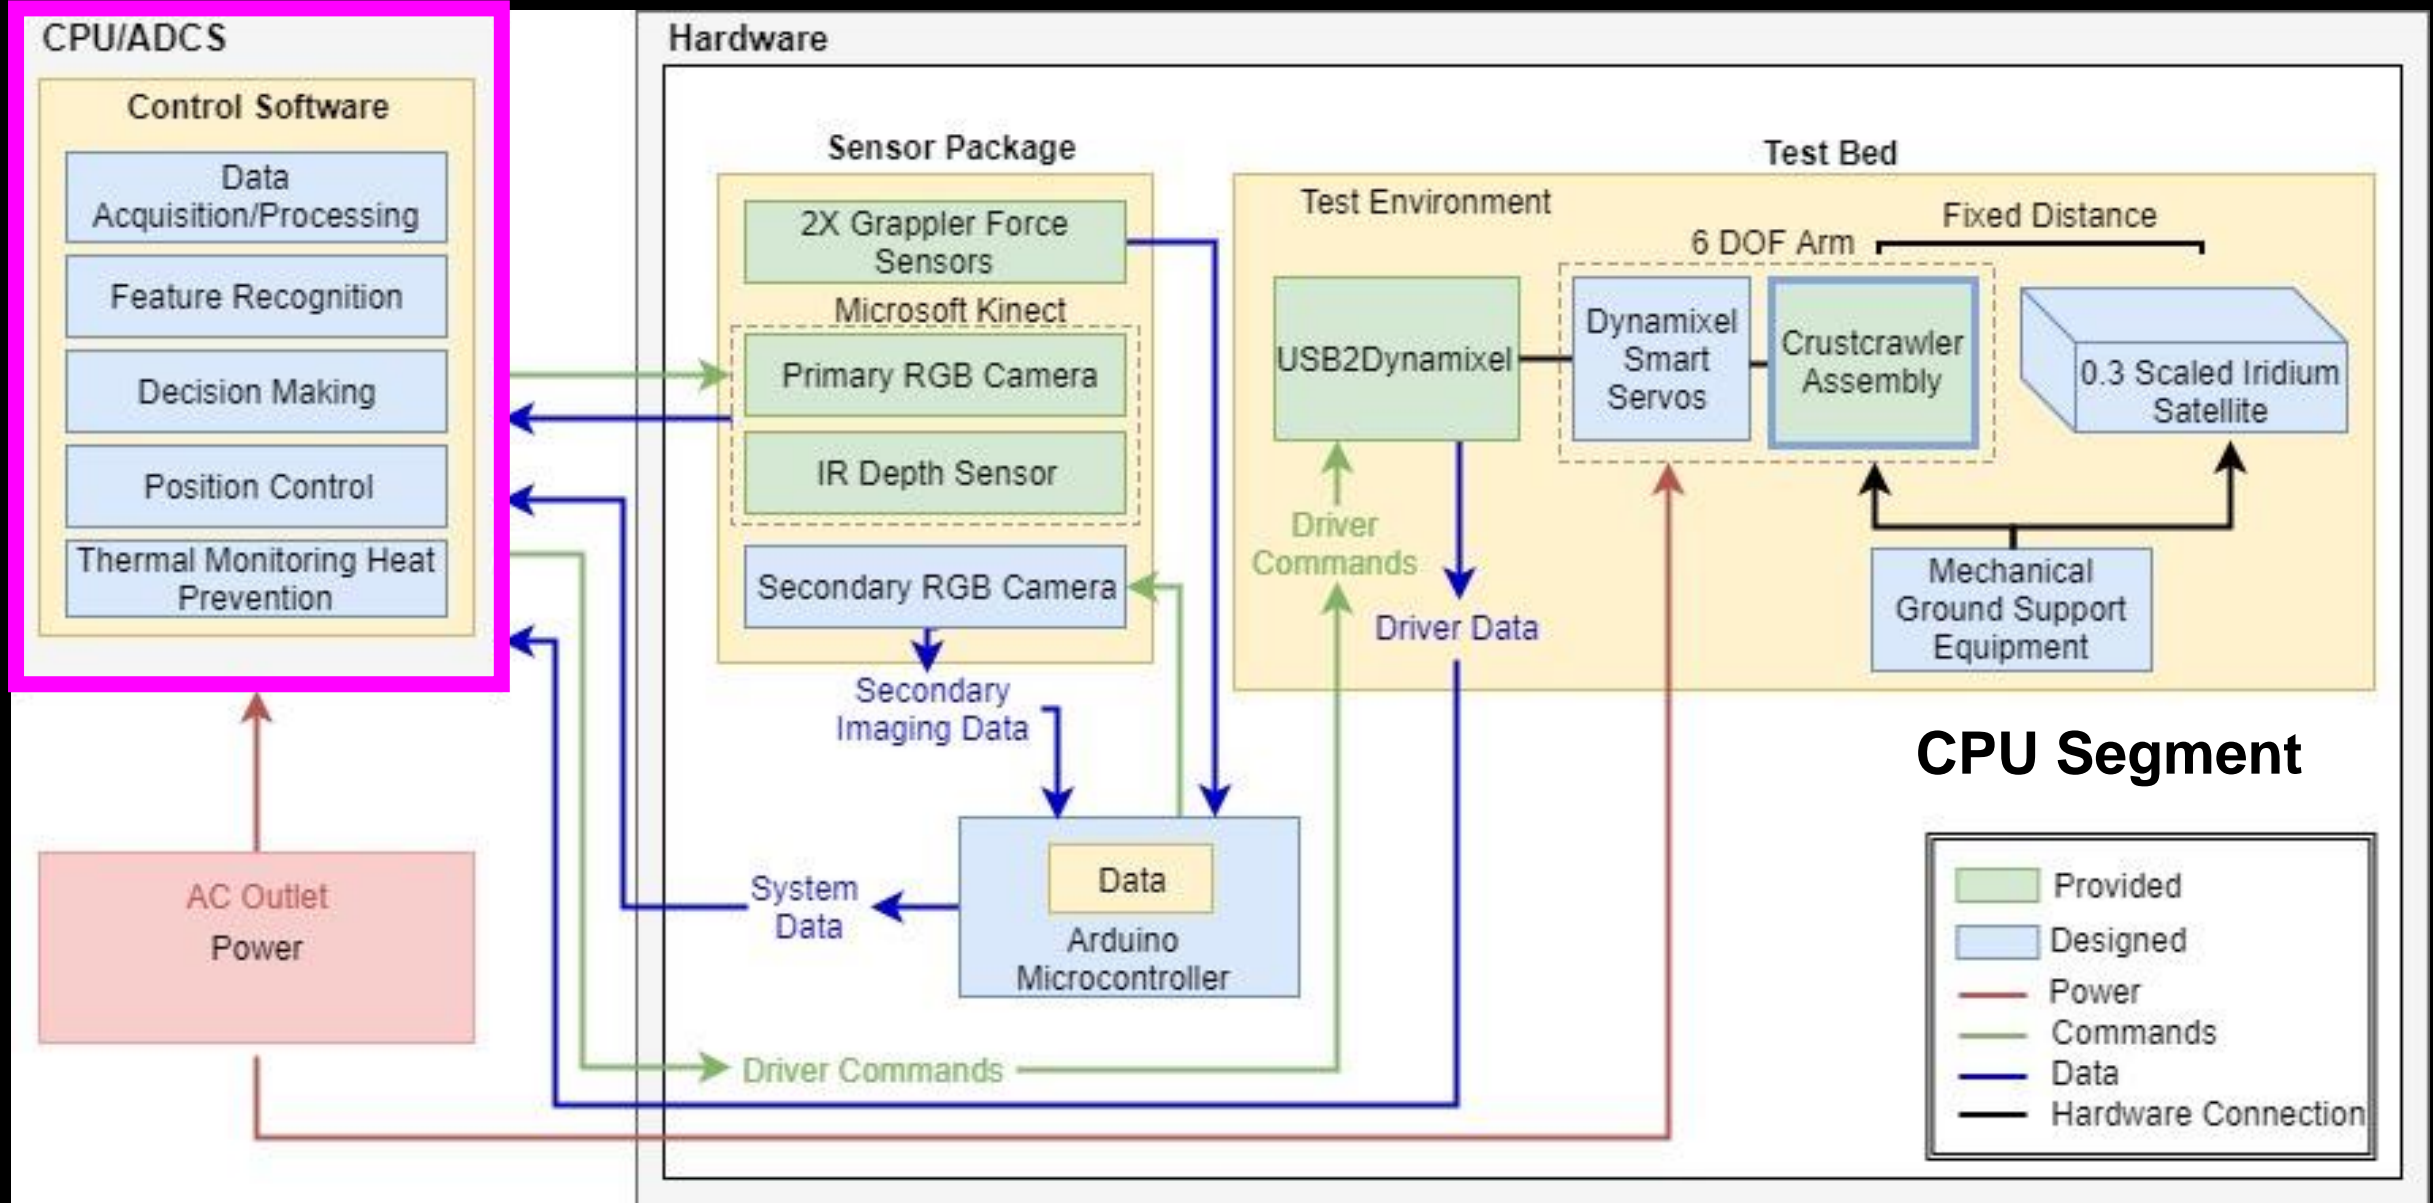 CPU/ADCS
Control Software
Data
Acquisition/Processing
Feature Recognition
Decision Making
Position Control
Thermal Monitoring Heat
Prevention
AC Outlet
Power
Hardware
Sensor Package
2X Grappler Force
Sensors
Microsoft Kinect
Primary RGB Camera
IR Depth Sensor
Secondary RGB Camera
Secondary
Imaging Data
System
Data
Data
Arduino
Microcontroller
Driver Commands
Test Bed
Test Environment
Fixed Distance
6 DOF Arm
USB2Dynamixel
Dynamixel
Smart
Servos
Crustcrawler
Assembly
0.3 Scaled Iridium
Satellite
Driver
Commands
Driver Data
Mechanical
Ground Support
Equipment
CPU Segment
Provided
Designed
Power
Commands
Data
Hardware Connection